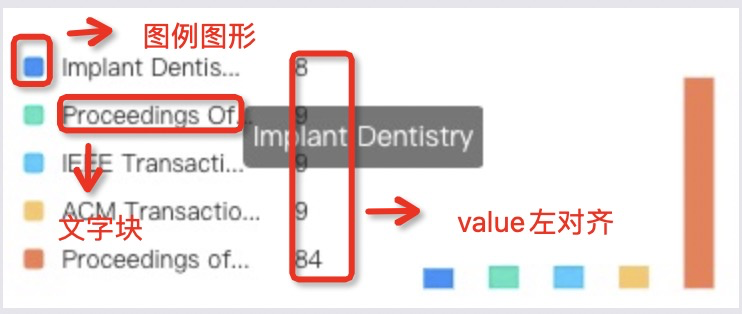 图例图形
Implant Dentis... 8
Proceedings Of... 9
Implant Dentistry
IEEE Transacti... 9
ACM Transactio... 9
文字块
value左对齐
Proceedings of... 84